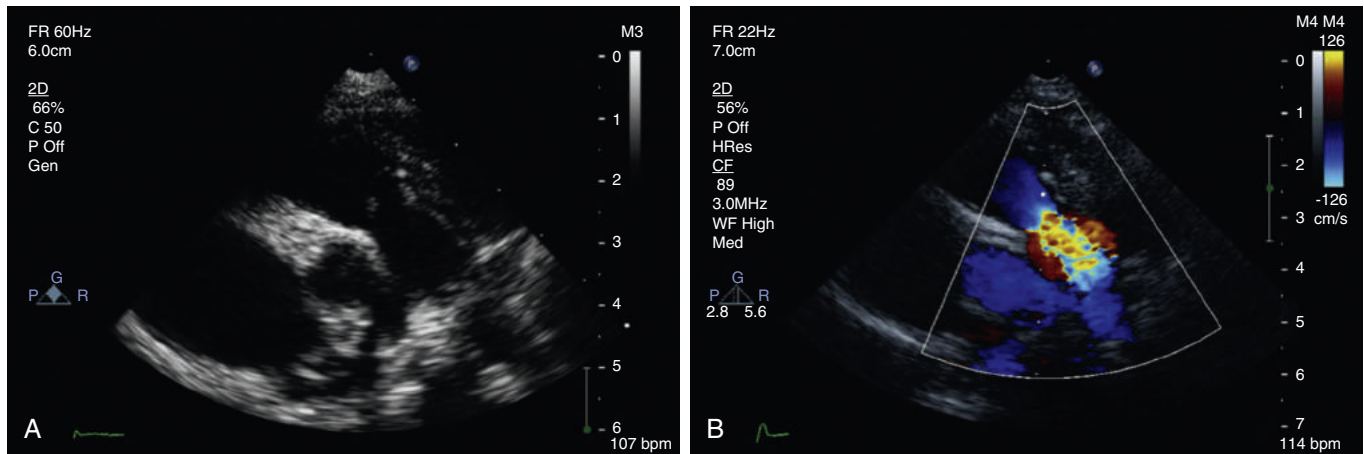 FR 60Hz
6.0cm
2D
66%
C 50
P Off
Gen
M3
0
1
2
3
4
5
6
P
G
R
P
A
107 bpm
FR 22Hz
7.0cm
2D
56%
P Off
HRes
CF
89
3.0MHz
WF High
Med
M4 M4
126
-126
cm/s
0
1
2
3
4
5
6
7
P
G
R
2.8 5.6
P
B
114 bpm